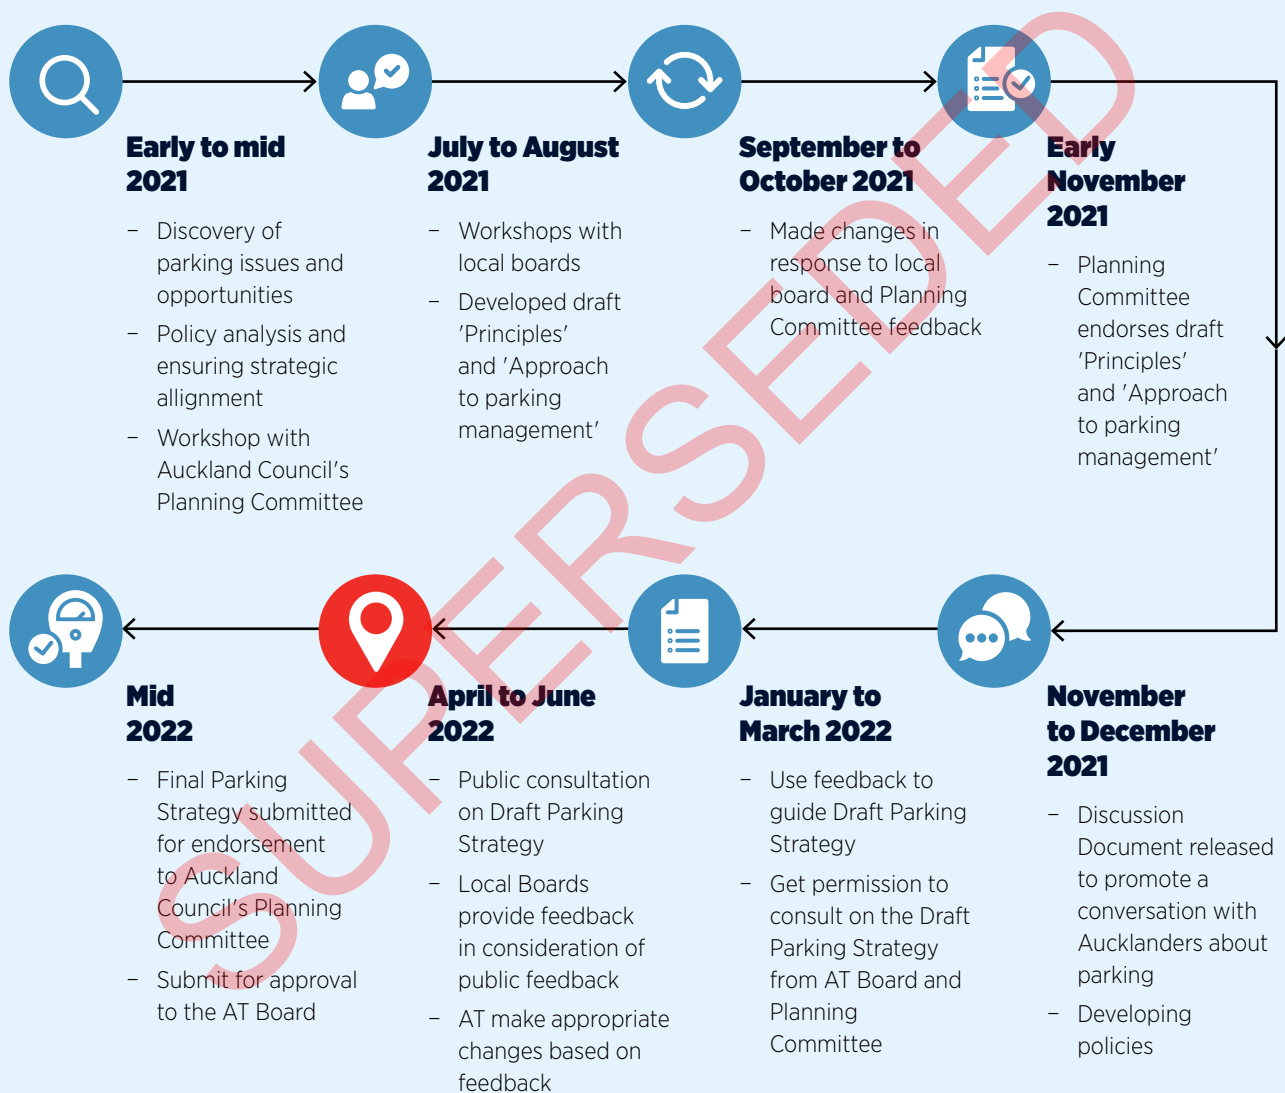 Early to mid
2021
– Discovery of
parking issues and
opportunities
– Policy analysis and
ensuring strategic
allignment
– Workshop with
Auckland Council's
Planning Committee
July to August
2021
– Workshops with
local boards
– Developed draft
'Principles'
and 'Approach
to parking
management'
September to
October 2021
– Made changes in
response to local
board and Planning
Committee feedback
Early
November
2021
– Planning
Committee
endorses draft
'Principles'
and 'Approach
to parking
management'
November
to December
2021
– Discussion
Document released
to promote a
conversation with
Aucklanders about
parking
– Developing
policies
January to
March 2022
– Use feedback to
guide Draft Parking
Strategy
– Get permission to
consult on the Draft
Parking Strategy
from AT Board and
Planning
Committee
April to June
2022
– Public consultation
on Draft Parking
Strategy
– Local Boards
provide feedback
in consideration of
public feedback
– AT make appropriate
changes based on
feedback
Mid
2022
– Final Parking
Strategy submitted
for endorsement
to Auckland
Council's Planning
Committee
– Submit for approval
to the AT Board
SUPERSEDED